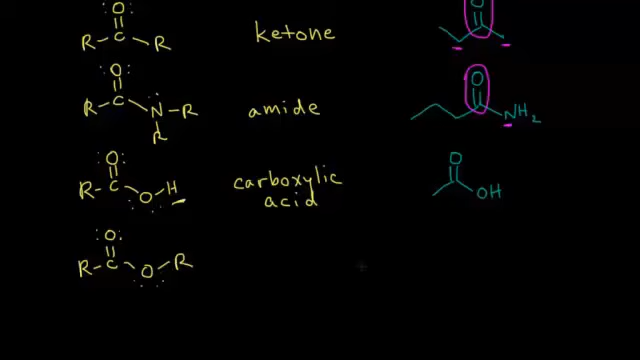 :O: O
R-C-R ketone
:O: O
R-C-N-R amide NH2
R
:O: O
R-C-O-H carboxylic OH
acid
:O:
R-C-O-R